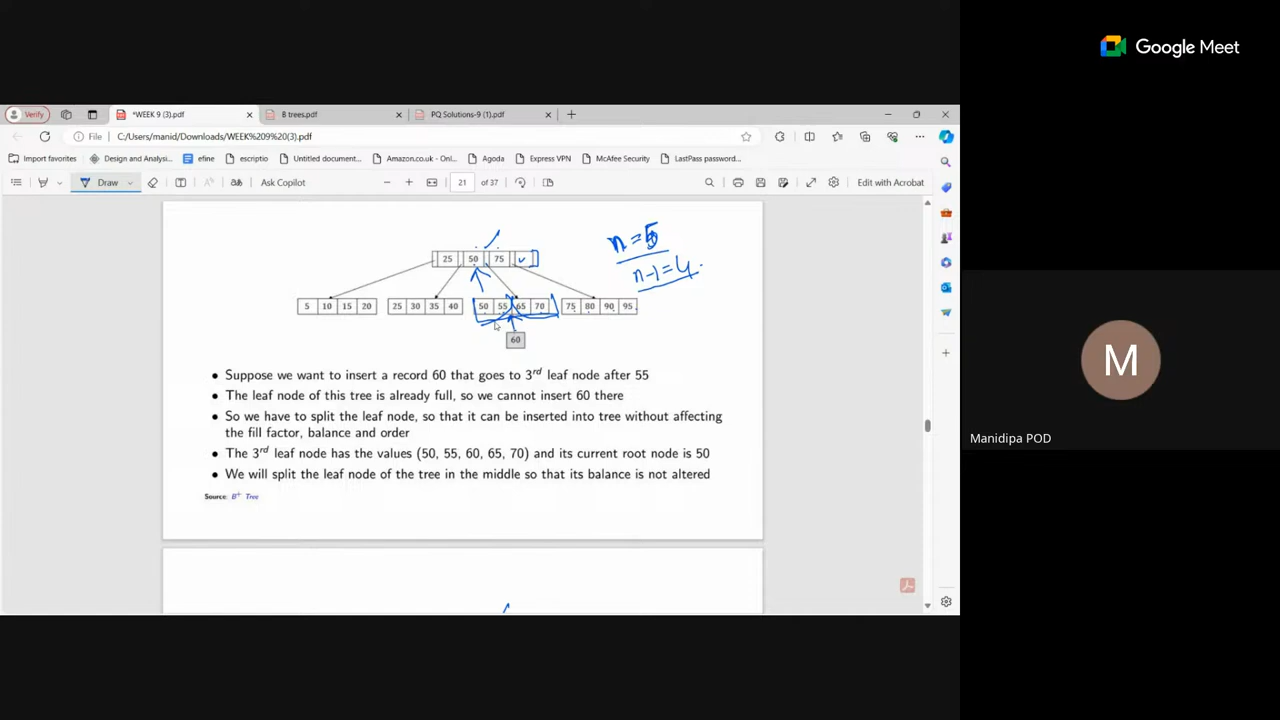 Google Meet
Verify
*WEEK 9 (3).pdf
B trees.pdf
PQ Solutions-9 (1).pdf
File
C:/Users/manid/Downloads/WEEK%209%20(3).pdf
Import favorites
Design and Analysi...
efine
escriptio
Untitled document...
Amazon.co.uk - Onl...
Agoda
Express VPN
McAfee Security
LastPass password...
Draw
Ask Copilot
21 of 37
Edit with Acrobat
n = 5
n-1 = 4
25 50 75
5 10 15 20 25 30 35 40 50 55 65 70 75 80 90 95
60
• Suppose we want to insert a record 60 that goes to 3rd leaf node after 55
• The leaf node of this tree is already full, so we cannot insert 60 there
• So we have to split the leaf node, so that it can be inserted into tree without affecting
the fill factor, balance and order
• The 3rd leaf node has the values (50, 55, 60, 65, 70) and its current root node is 50
• We will split the leaf node of the tree in the middle so that its balance is not altered
Source: B+ Tree
M
Manidipa POD